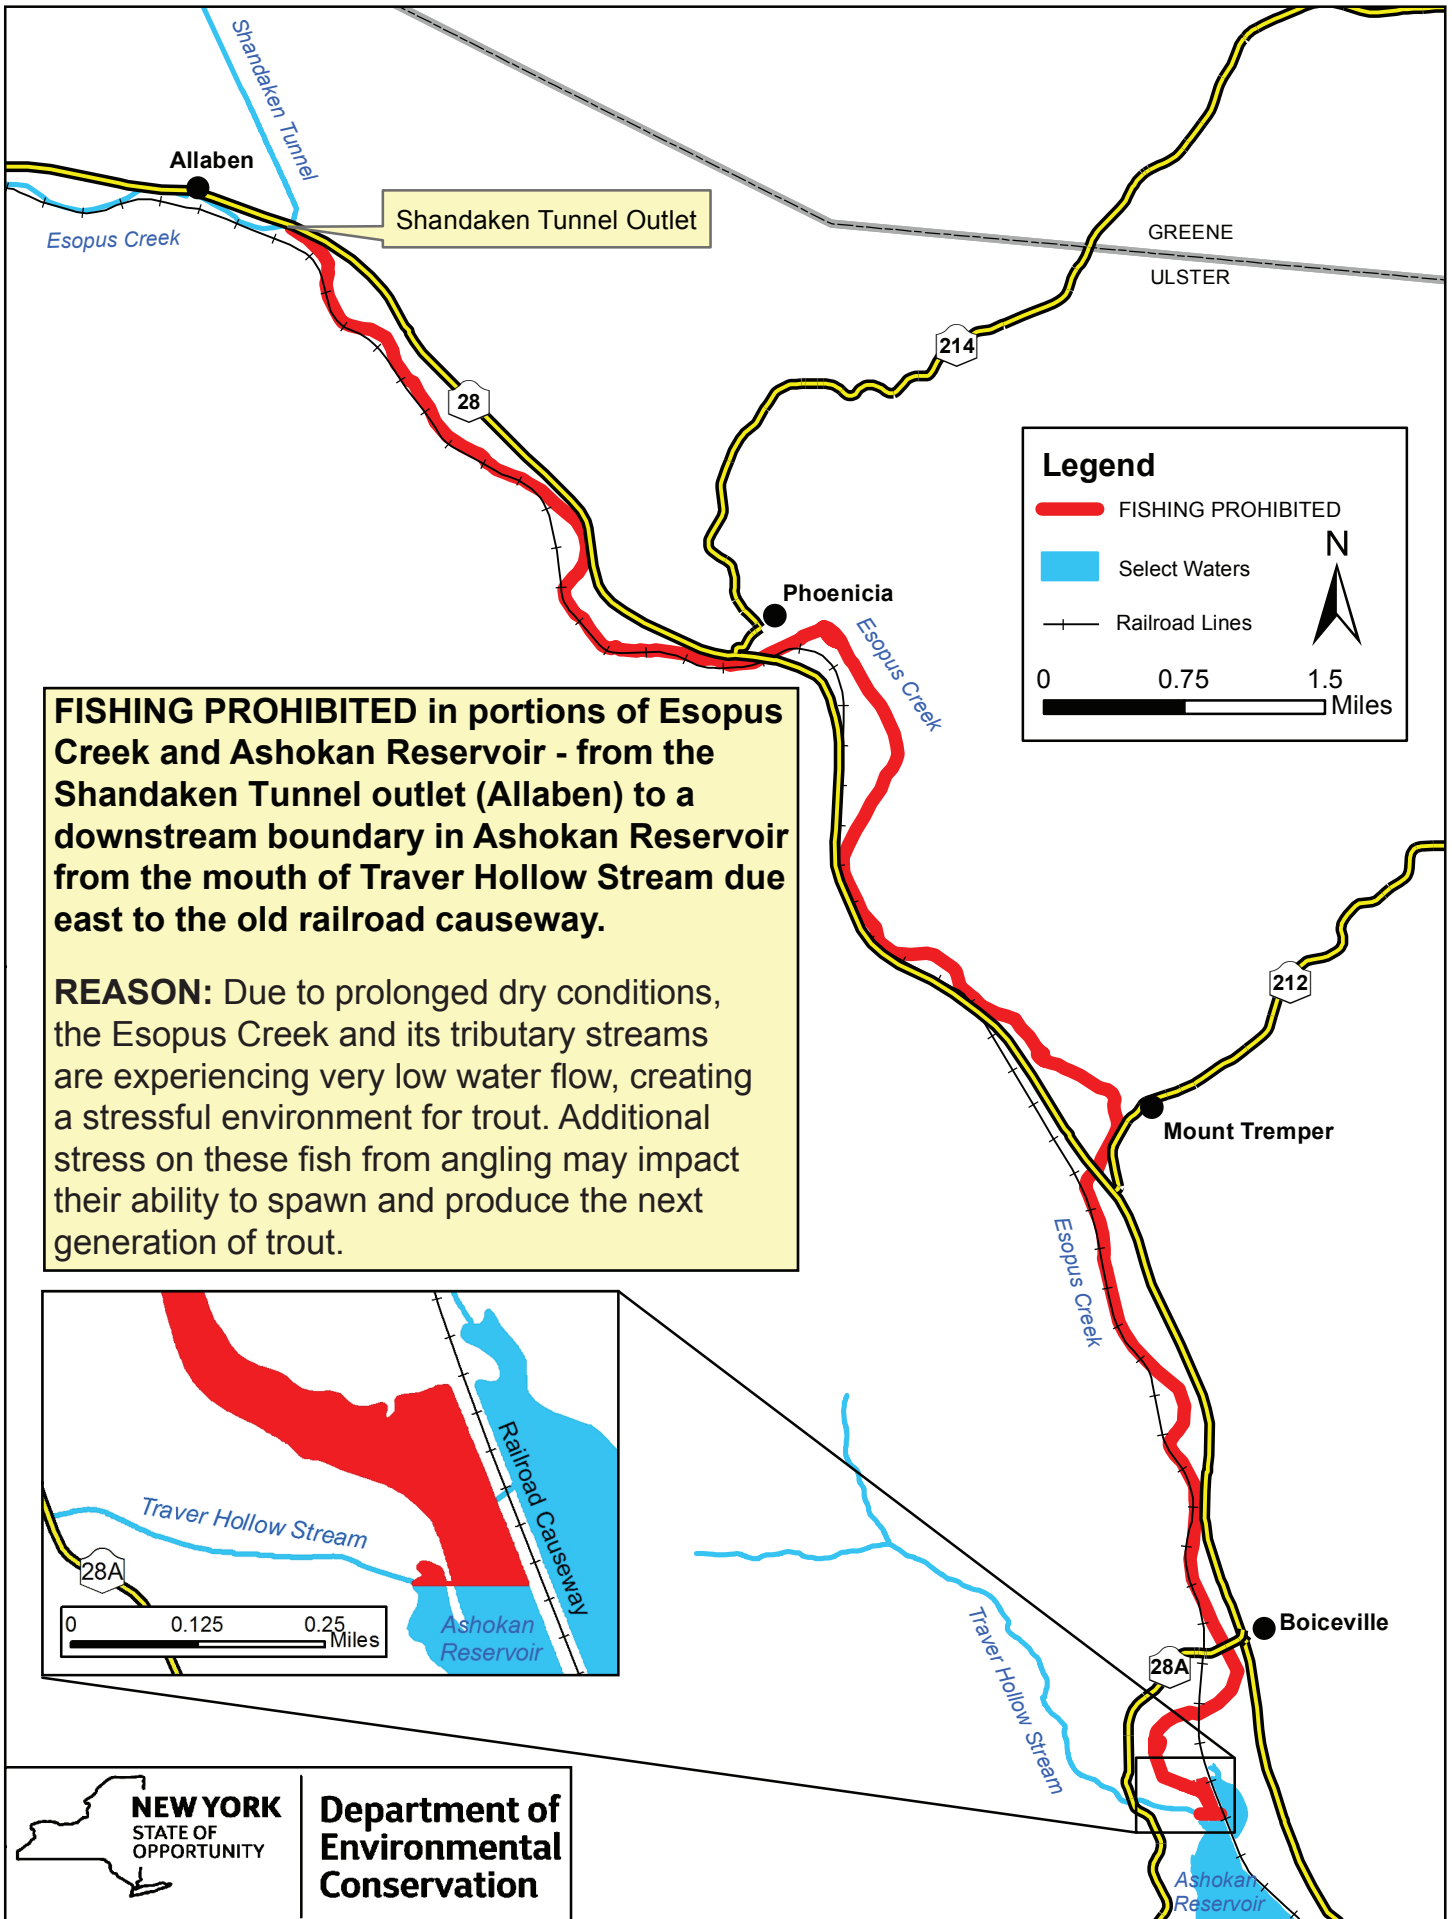 Shandaken Tunnel
Allaben
Shandaken Tunnel Outlet
Esopus Creek
GREENE
ULSTER
214
28
Legend
FISHING PROHIBITED
Select Waters
Railroad Lines
N
0 0.75 1.5
Miles
Phoenicia
Esopus Creek
FISHING PROHIBITED in portions of Esopus
Creek and Ashokan Reservoir - from the
Shandaken Tunnel outlet (Allaben) to a
downstream boundary in Ashokan Reservoir
from the mouth of Traver Hollow Stream due
east to the old railroad causeway.
REASON: Due to prolonged dry conditions,
the Esopus Creek and its tributary streams
are experiencing very low water flow, creating
a stressful environment for trout. Additional
stress on these fish from angling may impact
their ability to spawn and produce the next
generation of trout.
212
Mount Tremper
Esopus Creek
Railroad Causeway
Traver Hollow Stream
28A
0 0.125 0.25
Miles
Ashokan
Reservoir
Traver Hollow Stream
Boiceville
28A
Ashokan
Reservoir
NEW YORK
STATE OF
OPPORTUNITY
Department of
Environmental
Conservation